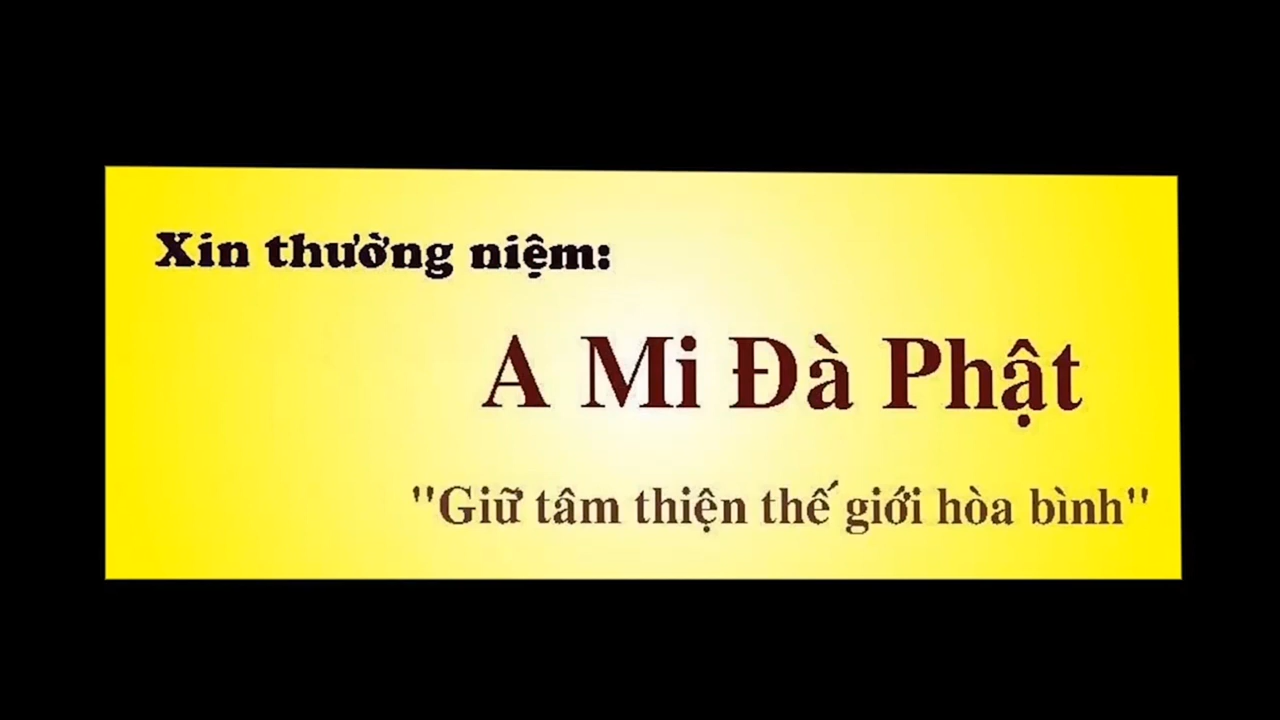 Xin thường niệm:
A Mi Đà Phật
"Giữ tâm thiện thế giới hòa bình"